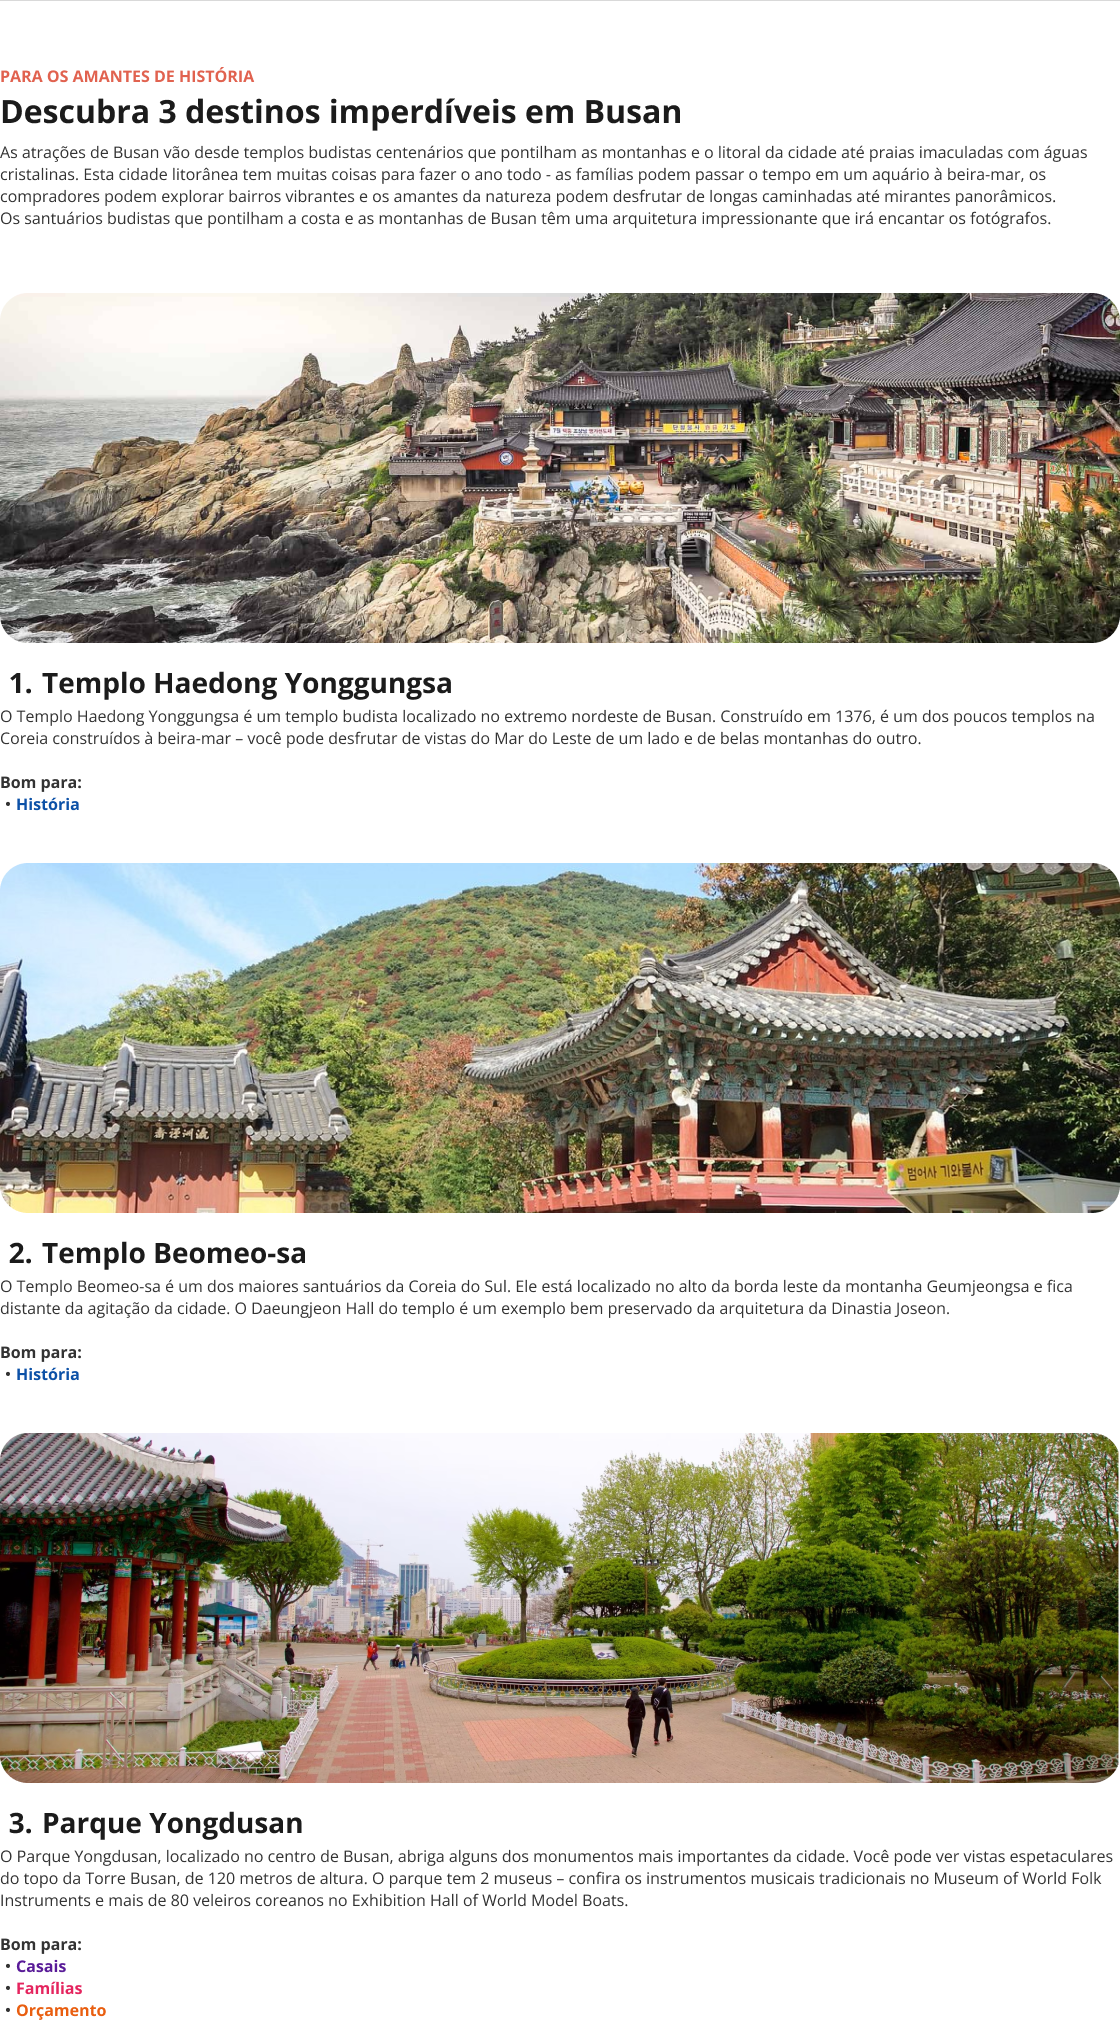 PARA OS AMANTES DE HISTÓRIA
Descubra 3 destinos imperdíveis em Busan
As atrações de Busan vão desde templos budistas centenários que pontilham as montanhas e o litoral da cidade até praias imaculadas com águas
cristalinas. Esta cidade litorânea tem muitas coisas para fazer o ano todo - as famílias podem passar o tempo em um aquário à beira-mar, os
compradores podem explorar bairros vibrantes e os amantes da natureza podem desfrutar de longas caminhadas até mirantes panorâmicos.
Os santuários budistas que pontilham a costa e as montanhas de Busan têm uma arquitetura impressionante que irá encantar os fotógrafos.
1. Templo Haedong Yonggungsa
O Templo Haedong Yonggungsa é um templo budista localizado no extremo nordeste de Busan. Construído em 1376, é um dos poucos templos na
Coreia construídos à beira-mar – você pode desfrutar de vistas do Mar do Leste de um lado e de belas montanhas do outro.
Bom para:
• História
범어사 기와불사
2. Templo Beomeo-sa
O Templo Beomeo-sa é um dos maiores santuários da Coreia do Sul. Ele está localizado no alto da borda leste da montanha Geumjeongsa e fica
distante da agitação da cidade. O Daeungjeon Hall do templo é um exemplo bem preservado da arquitetura da Dinastia Joseon.
Bom para:
• História
3. Parque Yongdusan
O Parque Yongdusan, localizado no centro de Busan, abriga alguns dos monumentos mais importantes da cidade. Você pode ver vistas espetaculares
do topo da Torre Busan, de 120 metros de altura. O parque tem 2 museus – confira os instrumentos musicais tradicionais no Museum of World Folk
Instruments e mais de 80 veleiros coreanos no Exhibition Hall of World Model Boats.
Bom para:
• Casais
• Famílias
• Orçamento